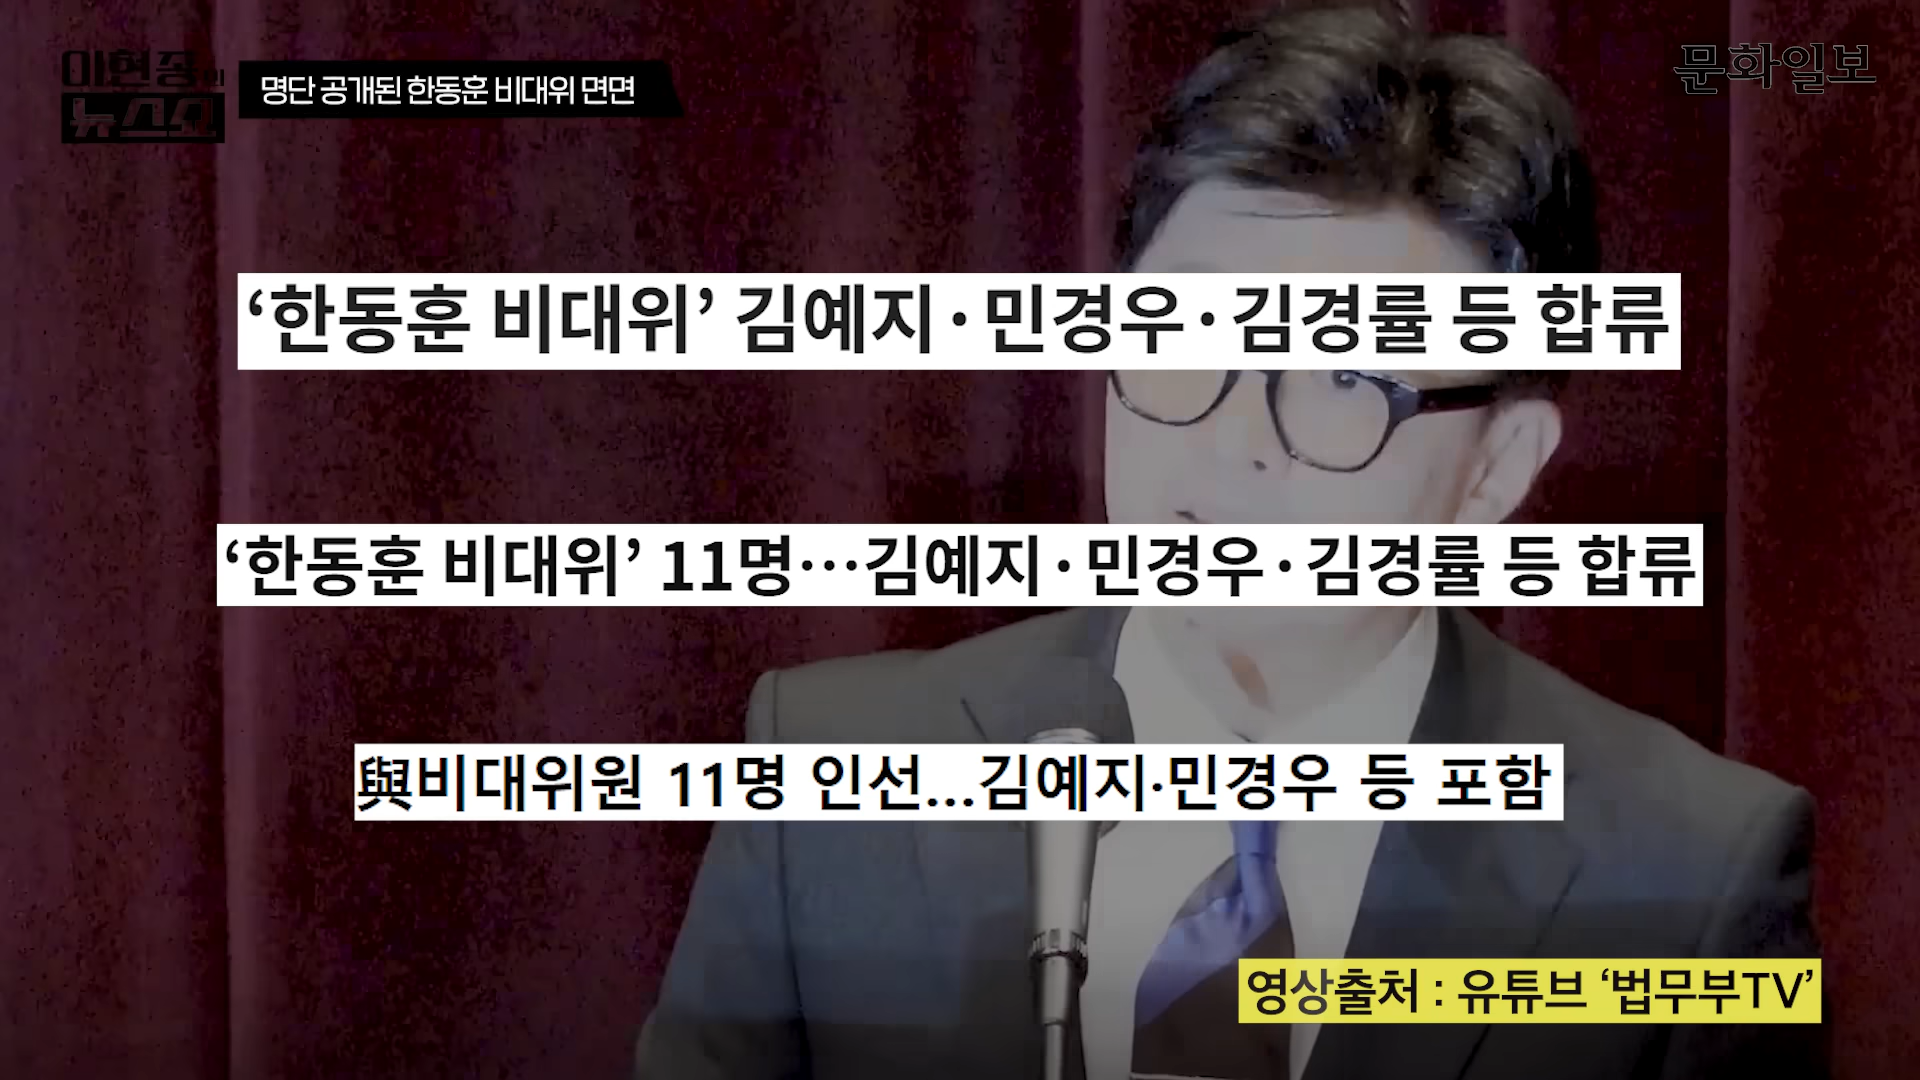 이현종의
뉴스쇼
명단 공개된 한동훈 비대위 면면
문화일보
‘한동훈 비대위’ 김예지·민경우·김경률 등 합류
‘한동훈 비대위’ 11명…김예지·민경우·김경률 등 합류
與비대위원 11명 인선...김예지·민경우 등 포함
영상출처 : 유튜브 ‘법무부TV’